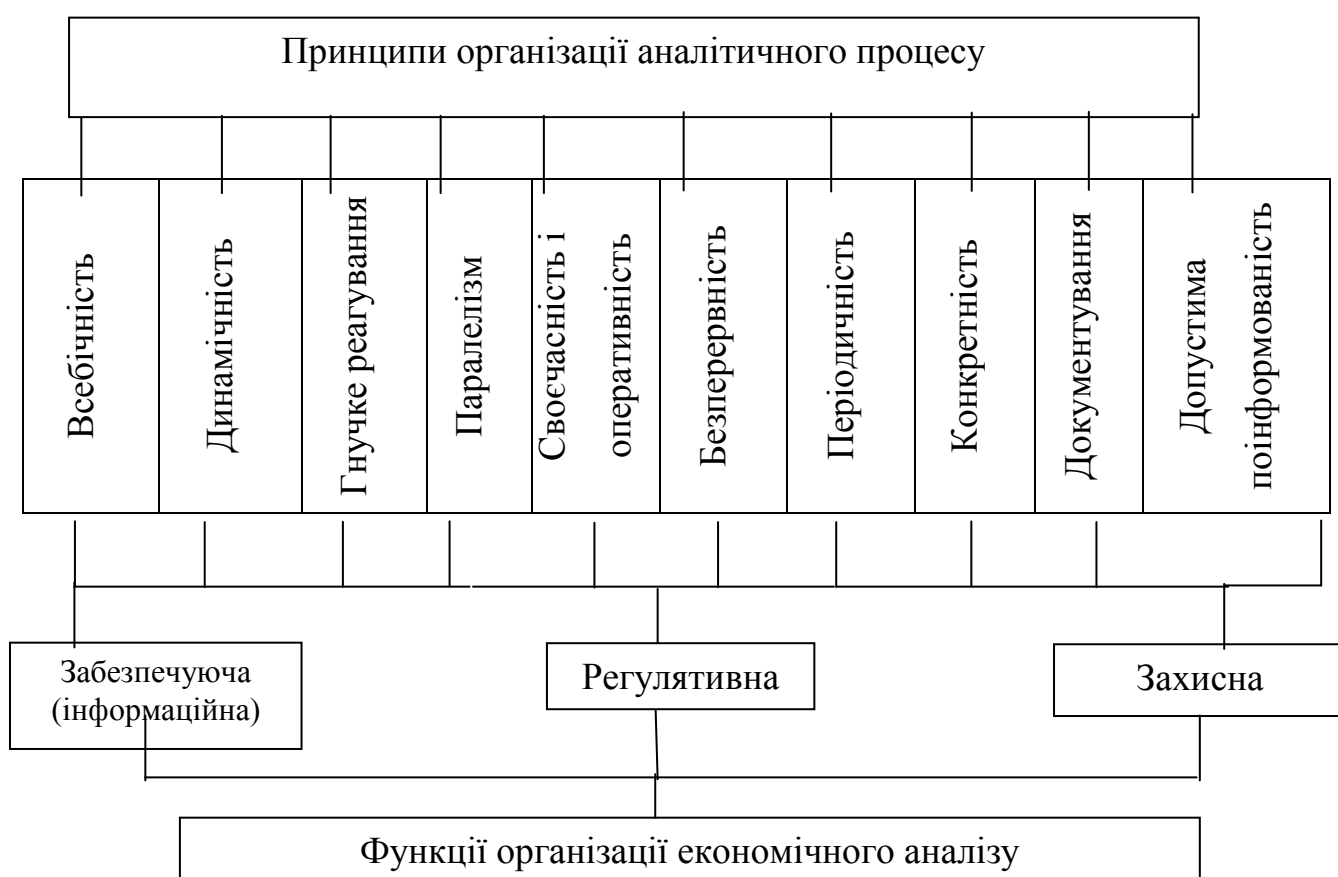 Принципи організації аналітичного процесу
Всебічність
Динамічність
Гнучке реагування
Паралелізм
Своєчасність і
оперативність
Безперервність
Періодичність
Конкретність
Документування
Допустима
поінформованість
Забезпечуюча
(інформаційна)
Регулятивна
Захисна
Функції організації економічного аналізу